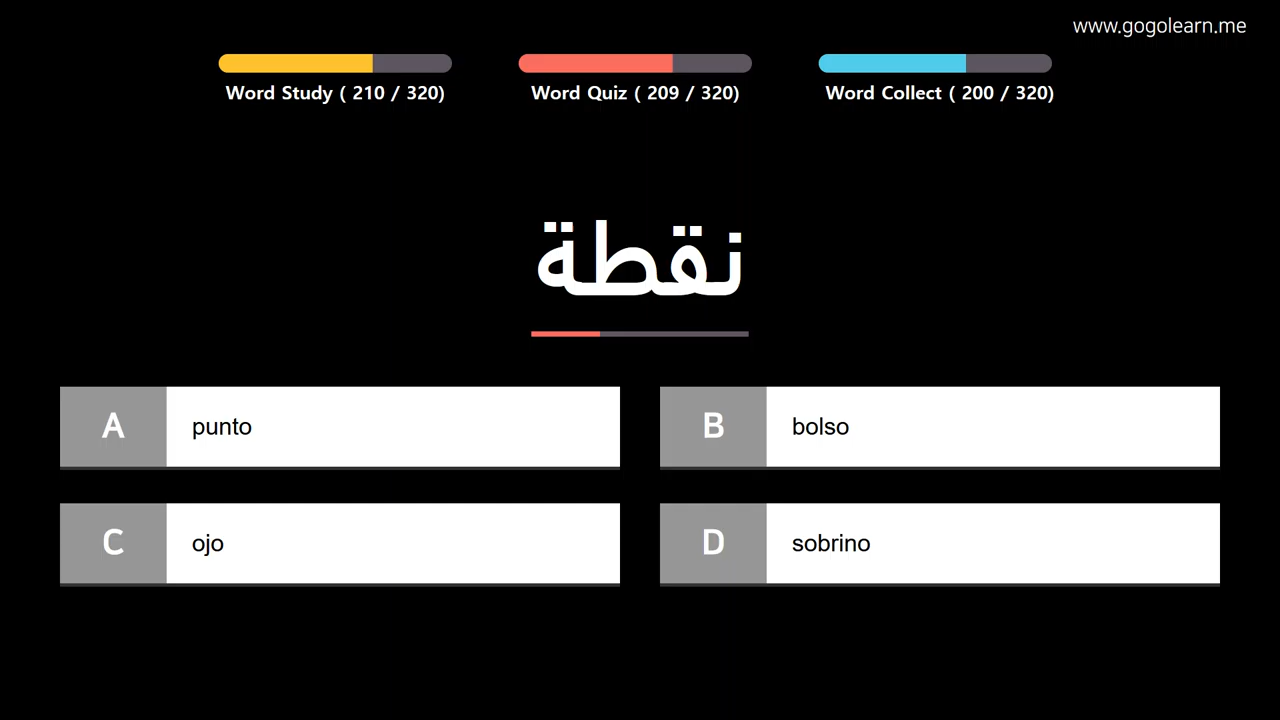 www.gogolearn.me
Word Study ( 210 / 320)
Word Quiz ( 209 / 320)
Word Collect ( 200 / 320)
نقطة
A punto
B bolso
C ojo
D sobrino